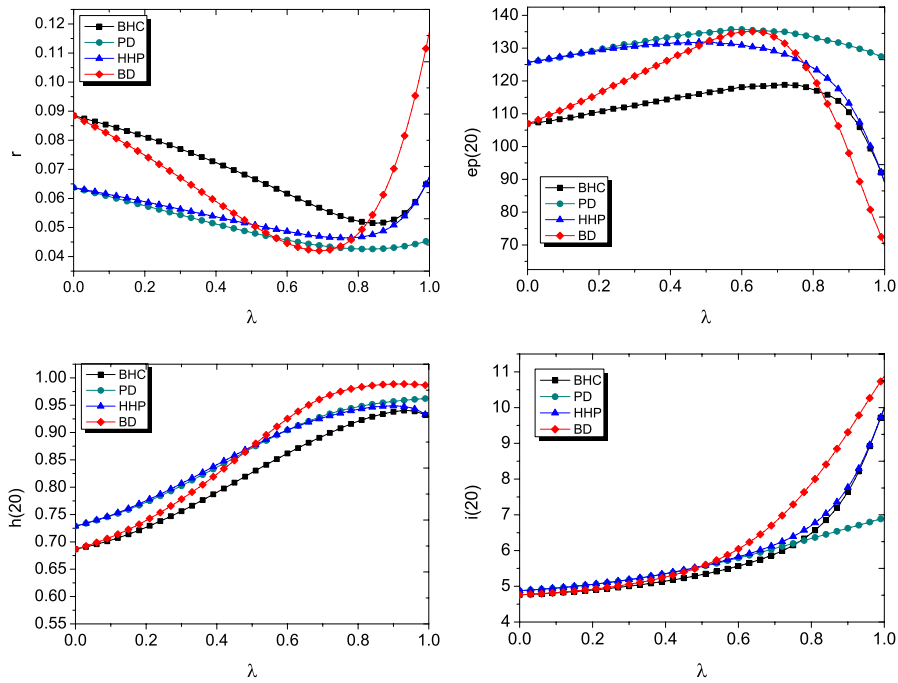 0.12
0.11
0.10
0.09
0.08
0.07
0.06
0.05
0.04
r
BHC
PD
HHP
BD
0.0 0.2 0.4 0.6 0.8 1.0
λ
140
130
120
110
100
90
80
70
ep(20)
BHC
PD
HHP
BD
0.0 0.2 0.4 0.6 0.8 1.0
λ
1.00
0.95
0.90
0.85
0.80
0.75
0.70
0.65
0.60
0.55
h(20)
BHC
PD
HHP
BD
0.0 0.2 0.4 0.6 0.8 1.0
λ
11
10
9
8
7
6
5
4
i(20)
BHC
PD
HHP
BD
0.0 0.2 0.4 0.6 0.8 1.0
λ